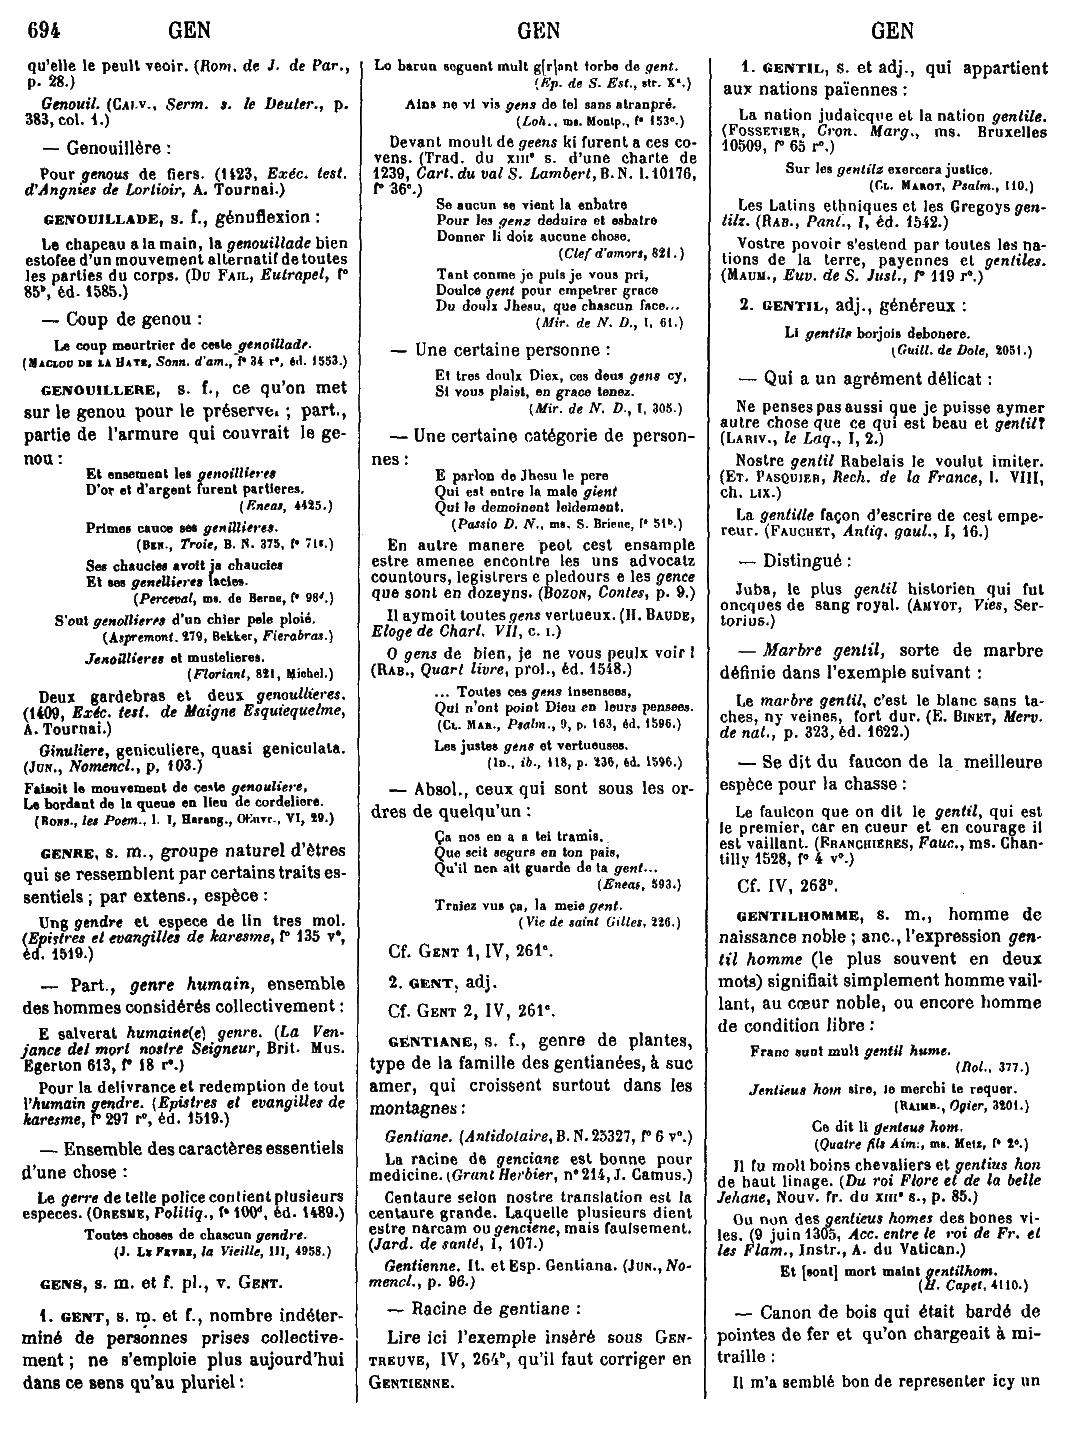 694 GEN GEN GEN
qu'elle le peult veoir. (Rom. de J. de Par.,
p. 28.)
Genouil. (CALV., Serm. s. le Deuter., p.
383, col. 1.)
— Genouillère :
Pour genous de fiers. (1423, Exéc. test.
d'Angniès de Lortioir, A. Tournai.)
GENOUILLADE, s. f., génuflexion :
Le chapeau a la main, la genouillade bien
estofee d'un mouvement alternatif de toutes
les parties du corps. (DU FAIL, Eutrapel, f°
85b, éd. 1585.)
— Coup de genou :
Le coup meurtrier de ceste genoillade.
(MACLOU DE LA HAYE, Sonn. d'am., f° 34 r°, éd. 1553.)
GENOUILLERE, s. f., ce qu'on met
sur le genou pour le préserver ; part.,
partie de l'armure qui couvrait le ge-
nou :
Et ensement les genoillieres
D'or et d'argent furent partieres.
(Eneas, 4425.)
Primes cauce ses genillieres.
(BEN., Troie, B. N. 375, f° 71c.)
Ses chaucies avoit ja chaucies
Et ses genellieres lacies.
(Perceval, ms. de Berne, f° 98d.)
S'out genollieres d'un chier pele ploié.
(Aspremont. 279, Bekker, Fierabras.)
Jenoillieres et mustelieres.
(Floriant, 821, Michel.)
Deux gardebras et deux genoullieres.
(1409, Exéc. test. de Maigne Esquiequelme,
A. Tournai.)
Ginuliere, geniculiere, quasi geniculata.
(JUN., Nomencl., p, 103.)
Faisoit le mouvement de ceste genouliere,
Le bordant de la queue en lieu de cordeliere.
(RONS., les Poem., l. I, Harang., Œuvr., VI, 29.)
GENRE, s. m., groupe naturel d'êtres
qui se ressemblent par certains traits es-
sentiels ; par extens., espèce :
Ung gendre et espece de lin tres mol.
(Epistres et evangilles de karesme, f° 135 v°,
éd. 1519.)
— Part., genre humain, ensemble
des hommes considérés collectivement :
E salverat humaine(e) genre. (La Ven-
jance del mort nostre Seigneur, Brit. Mus.
Egerton 613, f° 18 r°.)
Pour la delivrance et redemption de tout
l'humain gendre. (Epistres et evangilles de
karesme, f° 297 r°, éd. 1519.)
— Ensemble des caractères essentiels
d'une chose :
Le gerre de telle police contient plusieurs
especes. (ORESME, Politiq., f° 100d, éd. 1489.)
Toutes choses de chascun gendre.
(J. LE FEVRE, la Vieille, III, 4958.)
GENS, s. m. et f. pl., v. GENT.
1. GENT, s. m. et f., nombre indéter-
miné de personnes prises collective-
ment ; ne s'emploie plus aujourd'hui
dans ce sens qu'au pluriel :
Lo barun seguent mult g[r]ant torbe de gent.
(Ep. de S. Est., str. Xe.)
Ains ne vi vis gens de tel sans atranpré.
(Loh., ms. Montp., f° 153c.)
Devant moult de geens ki furent a ces co-
vens. (Trad. du XIIIe s. d'une charte de
1239, Cart. du val S. Lambert, B. N. l. 10176,
f° 36c.)
Se aucun se vient la enbatre
Pour les genz deduire et esbatre
Donner li doiz aucune chose.
(Clef d'amors, 821.)
Tant conme je puis je vous pri,
Doulce gent pour empetrer grace
Du doulz Jhesu, que chascun face...
(Mir. de N. D., I, 61.)
— Une certaine personne :
Et tres doulx Diex, ces deus gens cy,
Si vous plaist, en grace tenez.
(Mir. de N. D., I, 305.)
— Une certaine catégorie de person-
nes :
E parlon de Jhesu le pere
Qui est entre la male gient
Qui le demoinent leidement.
(Passio D. N., ms. S. Brieuc, f° 51b.)
En autre manere peot cest ensample
estre amenee encontre les uns advocatz
countours, legistrers e pledours e les gence
que sont en dozeyns. (BOZON, Contes, p. 9.)
Il aymoit toutes gens vertueux. (H. BAUDE,
Eloge de Charl. VII, c. I.)
O gens de bien, je ne vous peulx voir !
(RAB., Quart livre, prol., éd. 1548.)
... Toutes ces gens insensees,
Qui n'ont point Dieu en leurs pensees.
(CL. MAR., Psalm., 9, p. 163, éd. 1596.)
Les justes gens et vertueuses.
(ID., ib., 118, p. 236, éd. 1596.)
— Absol., ceux qui sont sous les or-
dres de quelqu'un :
Ça nos en a a tei tramis,
Que seit segurs en ton païs,
Qu'il nen ait guarde de ta gent...
(Eneas, 593.)
Traiez vus ça, la meie gent.
(Vie de saint Gilles, 226.)
Cf. GENT 1, IV, 261c.
2. GENT, adj.
Cf. GENT 2, IV, 261c.
GENTIANE, s. f., genre de plantes,
type de la famille des gentianées, à suc
amer, qui croissent surtout dans les
montagnes :
Gentiane. (Antidotaire, B. N. 25327, f° 6 v°.)
La racine de genciane est bonne pour
medicine. (Grant Herbier, n° 214, J. Camus.)
Centaure selon nostre translation est la
centaure grande. Laquelle plusieurs dient
estre narcam ou genciene, mais faulsement.
(Jard. de santé, I, 107.)
Gentienne. It. et Esp. Gentiana. (JUN., No-
mencl., p. 96.)
— Racine de gentiane :
Lire ici l'exemple inséré sous GEN-
TREUVE, IV, 264b, qu'il faut corriger en
GENTIENNE.
1. GENTIL, s. et adj., qui appartient
aux nations païennes :
La nation judaicque et la nation gentile.
(FOSSETIER, Cron. Marg., ms. Bruxelles
10509, f° 65 r°.)
Sur les gentilz exercera justice.
(CL. MAROT, Psalm., 110.)
Les Latins ethniques et les Gregoys gen-
tilz. (RAB., Pant., I, éd. 1542.)
Vostre povoir s'estend par toutes les na-
tions de la terre, payennes et gentiles.
(MAUM., Euv. de S. Just., f° 119 r°.)
2. GENTIL, adj., généreux :
Li gentils borjois debonere.
(Guill. de Dole, 2051.)
— Qui a un agrément délicat :
Ne penses pas aussi que je puisse aymer
autre chose que ce qui est beau et gentil?
(LARIV., le Laq., I, 2.)
Nostre gentil Rabelais le voulut imiter.
(ET. PASQUIER, Rech. de la France, l. VIII,
ch. LIX.)
La gentille façon d'escrire de cest empe-
reur. (FAUCHET, Antiq. gaul., I, 16.)
— Distingué :
Juba, le plus gentil historien qui fut
oncques de sang royal. (AMYOT, Vies, Ser-
torius.)
— Marbre gentil, sorte de marbre
définie dans l'exemple suivant :
Le marbre gentil, c'est le blanc sans ta-
ches, ny veines, fort dur. (E. BINET, Merv.
de nat., p. 323, éd. 1622.)
— Se dit du faucon de la meilleure
espèce pour la chasse :
Le faulcon que on dit le gentil, qui est
le premier, car en cueur et en courage il
est vaillant. (FRANCHIERES, Fauc., ms. Chan-
tilly 1528, f° 4 v°.)
Cf. IV, 263b.
GENTILHOMME, s. m., homme de
naissance noble ; anc., l'expression gen-
til homme (le plus souvent en deux
mots) signifiait simplement homme vail-
lant, au cœur noble, ou encore homme
de condition libre :
Franc sunt mult gentil hume.
(Rol., 377.)
Jentieus hom sire, je merchi te requer.
(RAIMB., Ogier, 3201.)
Ce dit li genteus hom.
(Quatre fils Aim., ms. Metz, f° 2c.)
Il fu molt boins chevaliers et gentius hon
de haut linage. (Du roi Flore et de la belle
Jehane, Nouv. fr. du XIIIe s., p. 85.)
Ou non des gentieus homes des bones vi-
les. (9 juin 1305, Acc. entre le roi de Fr. et
les Flam., Instr., A. du Vatican.)
Et [sont] mort maint gentilhom.
(H. Capet, 4110.)
— Canon de bois qui était bardé de
pointes de fer et qu'on chargeait à mi-
traille :
Il m'a semblé bon de representer icy un